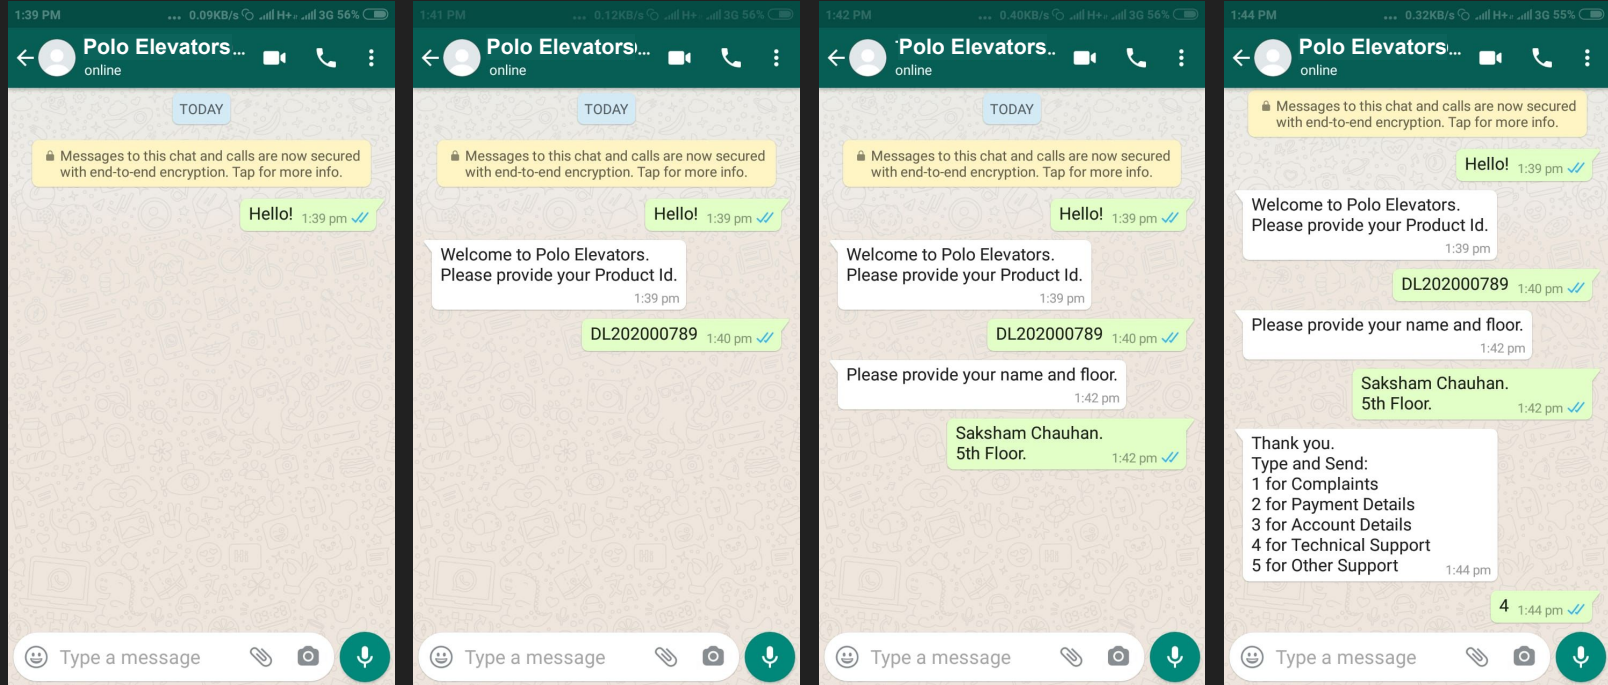 1:39 PM
... 0.09KB/s H+ 3G 56%
Polo Elevators...
online
TODAY
Messages to this chat and calls are now secured
with end-to-end encryption. Tap for more info.
Hello! 1:39 pm
Type a message
1:41 PM
... 0.12KB/s H+ 3G 56%
Polo Elevators...
online
TODAY
Messages to this chat and calls are now secured
with end-to-end encryption. Tap for more info.
Hello! 1:39 pm
Welcome to Polo Elevators.
Please provide your Product Id.
1:39 pm
DL202000789 1:40 pm
Type a message
1:42 PM
... 0.40KB/s H+ 3G 56%
Polo Elevators..
online
TODAY
Messages to this chat and calls are now secured
with end-to-end encryption. Tap for more info.
Hello! 1:39 pm
Welcome to Polo Elevators.
Please provide your Product Id.
1:39 pm
DL202000789 1:40 pm
Please provide your name and floor.
1:42 pm
Saksham Chauhan.
5th Floor. 1:42 pm
Type a message
1:44 PM
... 0.32KB/s H+ 3G 55%
Polo Elevators...
online
Messages to this chat and calls are now secured
with end-to-end encryption. Tap for more info.
Hello! 1:39 pm
Welcome to Polo Elevators.
Please provide your Product Id.
1:39 pm
DL202000789 1:40 pm
Please provide your name and floor.
1:42 pm
Saksham Chauhan.
5th Floor. 1:42 pm
Thank you.
Type and Send:
1 for Complaints
2 for Payment Details
3 for Account Details
4 for Technical Support
5 for Other Support 1:44 pm
4 1:44 pm
Type a message